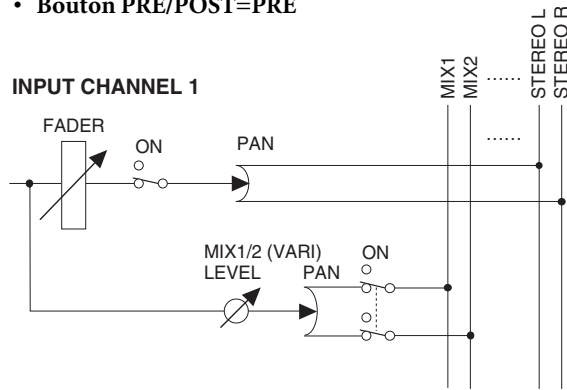 • Bouton PRE/POST=PRE
MIX1
MIX2
......
STEREO L
STEREO R
INPUT CHANNEL 1
FADER
ON
PAN
......
MIX1/2 (VARI)
LEVEL
PAN
ON